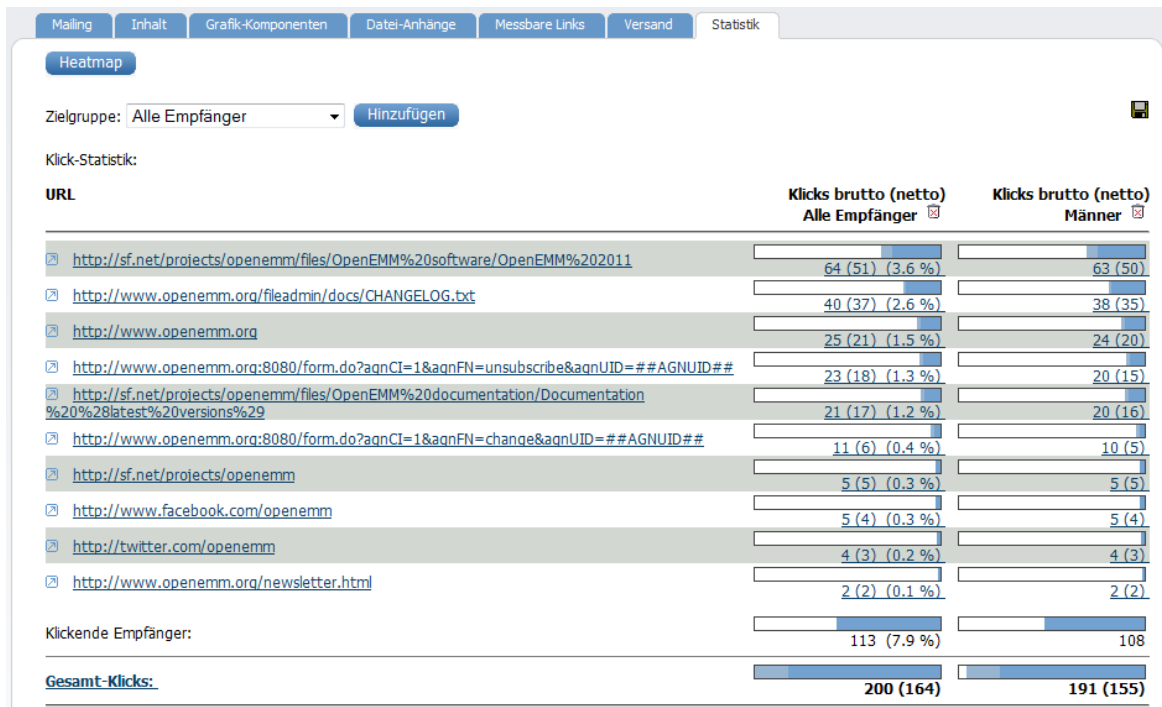 Mailing Inhalt Grafik-Komponenten Datei-Anhänge Messbare Links Versand Statistik
Heatmap
Zielgruppe: Alle Empfänger Hinzufügen
Klick-Statistik:
URL Klicks brutto (netto) Klicks brutto (netto)
Alle Empfänger Männer
http://sf.net/projects/openemm/files/OpenEMM%20software/OpenEMM%202011
64 (51) (3.6 %) 63 (50)
http://www.openemm.org/fileadmin/docs/CHANGELOG.txt
40 (37) (2.6 %) 38 (35)
http://www.openemm.org
25 (21) (1.5 %) 24 (20)
http://www.openemm.org:8080/form.do?agnCI=1&agnFN=unsubscribe&agnUID=##AGNUID##
23 (18) (1.3 %) 20 (15)
http://sf.net/projects/openemm/files/OpenEMM%20documentation/Documentation
%20%28latest%20versions%29 21 (17) (1.2 %) 20 (16)
http://www.openemm.org:8080/form.do?agnCI=1&agnFN=change&agnUID=##AGNUID##
11 (6) (0.4 %) 10 (5)
http://sf.net/projects/openemm
5 (5) (0.3 %) 5 (5)
http://www.facebook.com/openemm
5 (4) (0.3 %) 5 (4)
http://twitter.com/openemm
4 (3) (0.2 %) 4 (3)
http://www.openemm.org/newsletter.html
2 (2) (0.1 %) 2 (2)
Klickende Empfänger:
113 (7.9 %) 108
Gesamt-Klicks:
200 (164) 191 (155)